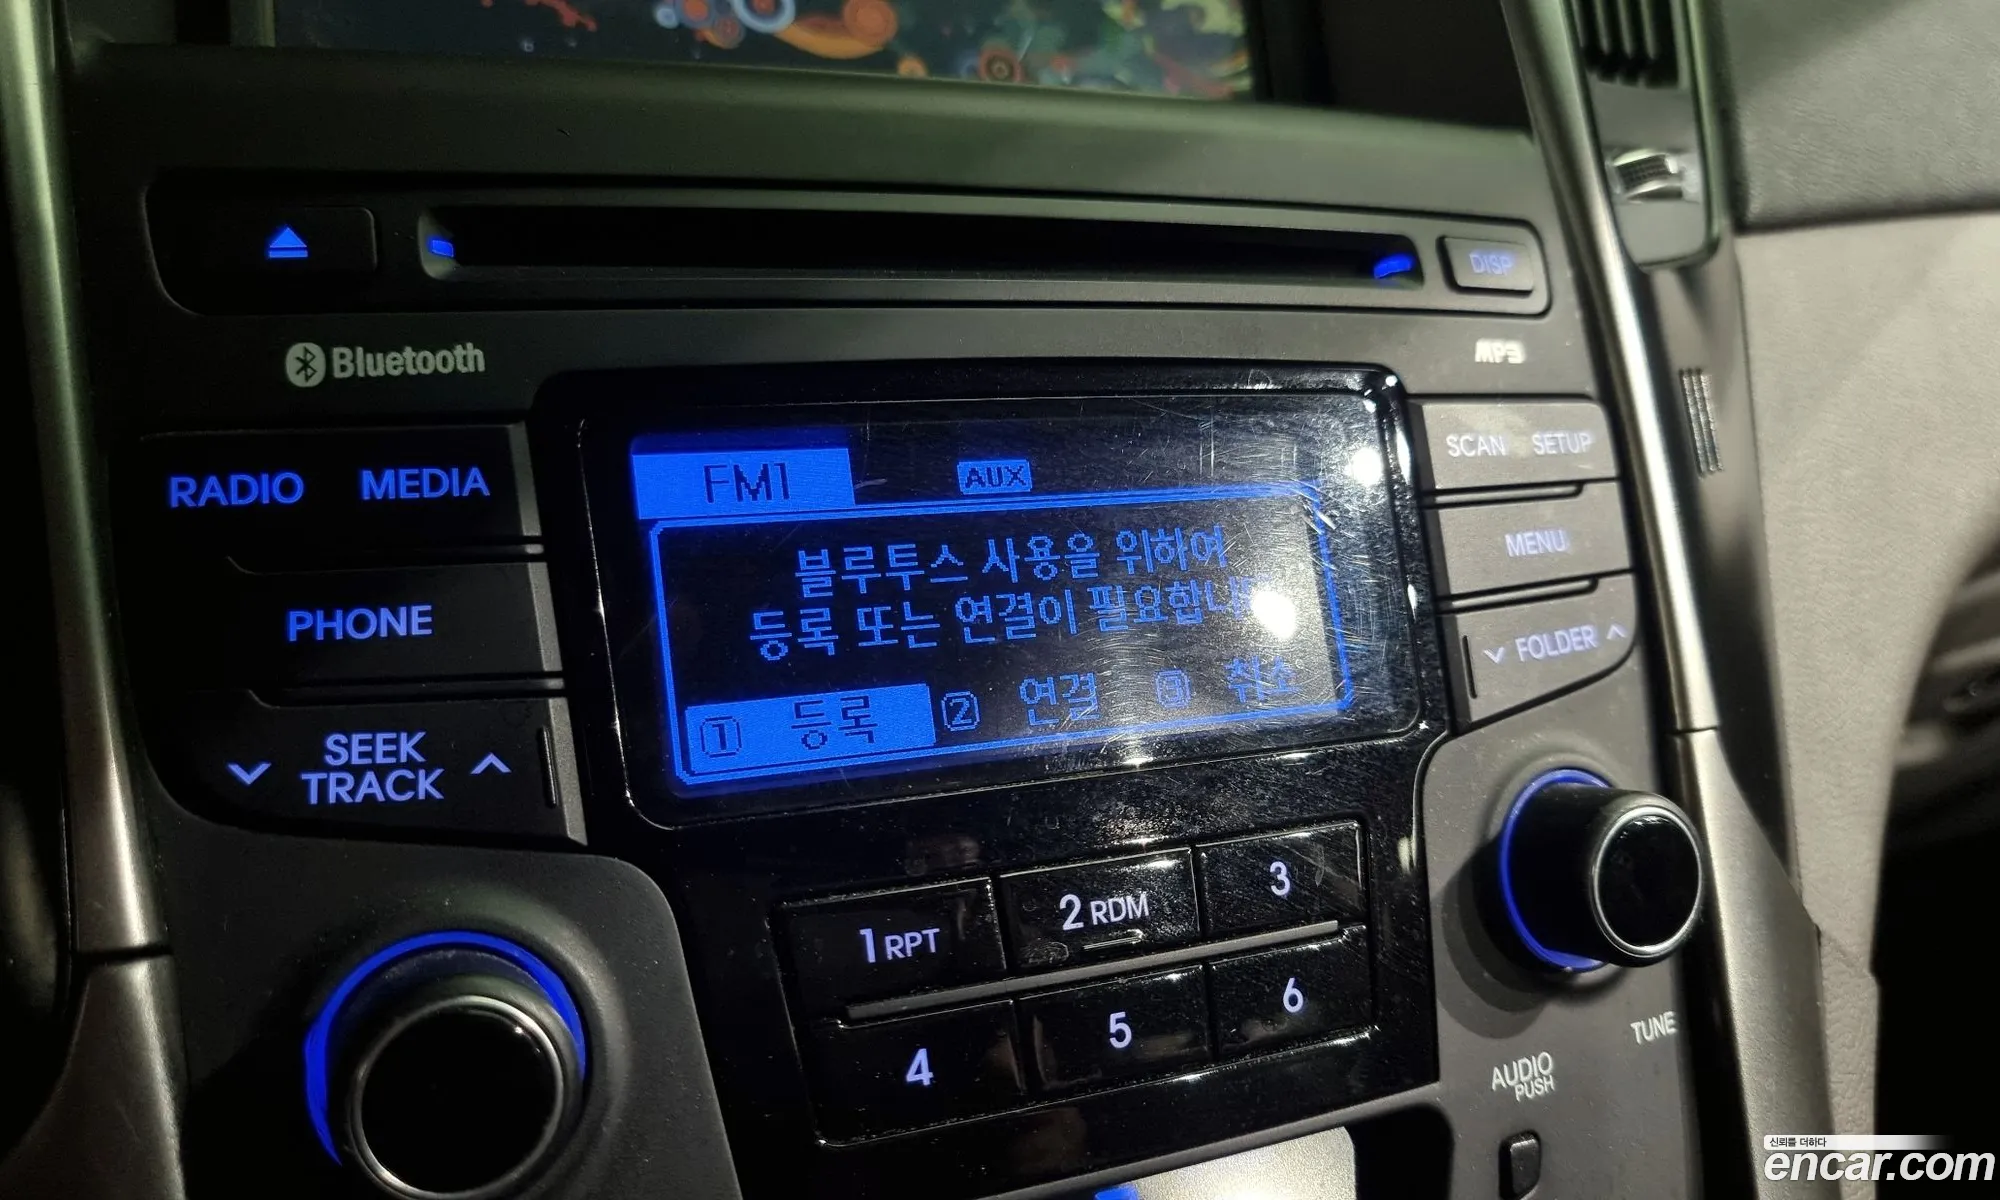 DISP
Bluetooth
MP3
RADIO MEDIA
FM1 AUX
SCAN SETUP
블루투스 사용을 위하여
등록 또는 연결이 필요합니
MENU
PHONE
FOLDER
1 등록 2 연결 3 취소
SEEK
TRACK
1 RPT 2 RDM 3
4 5 6
TUNE
AUDIO
PUSH
신뢰를 더하다
encar.com